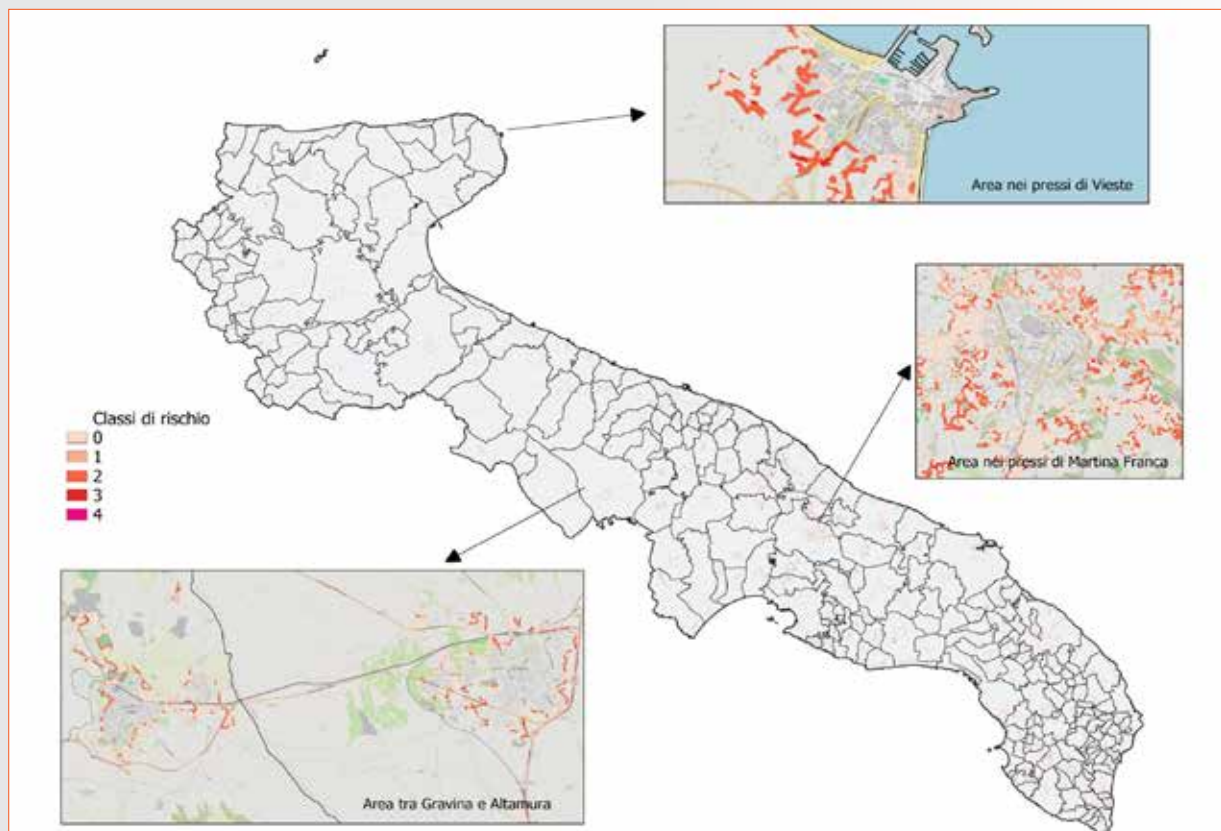 Area nei pressi di Vieste
Area nei pressi di Martina Franca
Classi di rischio
0
1
2
3
4
Area tra Gravina e Altamura